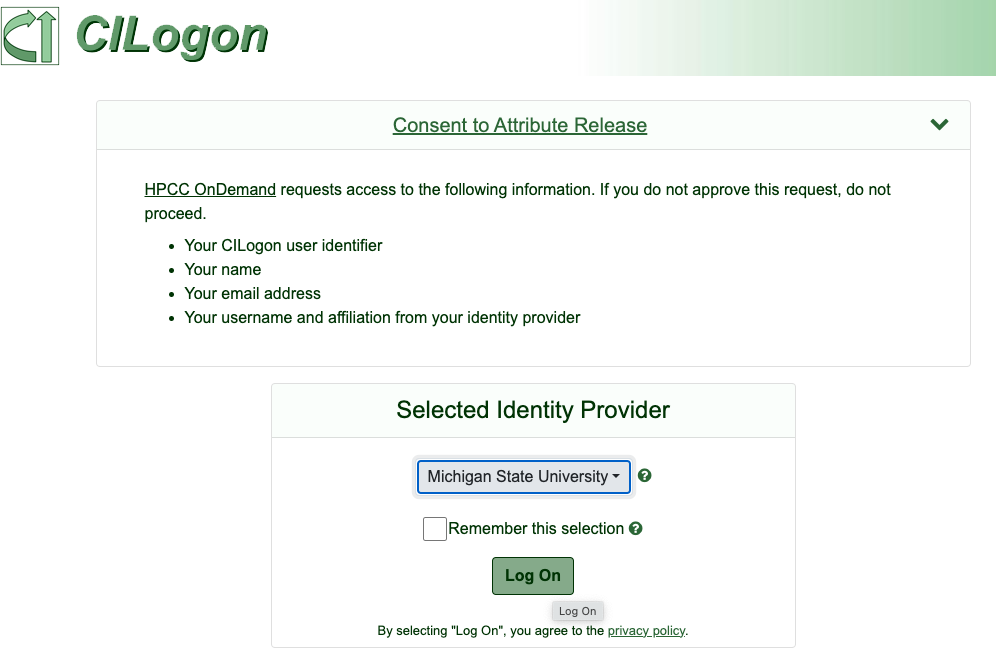 CILogon
Consent to Attribute Release
HPCC OnDemand requests access to the following information. If you do not approve this request, do not
proceed.
• Your CILogon user identifier
• Your name
• Your email address
• Your username and affiliation from your identity provider
Selected Identity Provider
Michigan State University
Remember this selection
Log On
Log On
By selecting "Log On", you agree to the privacy policy.